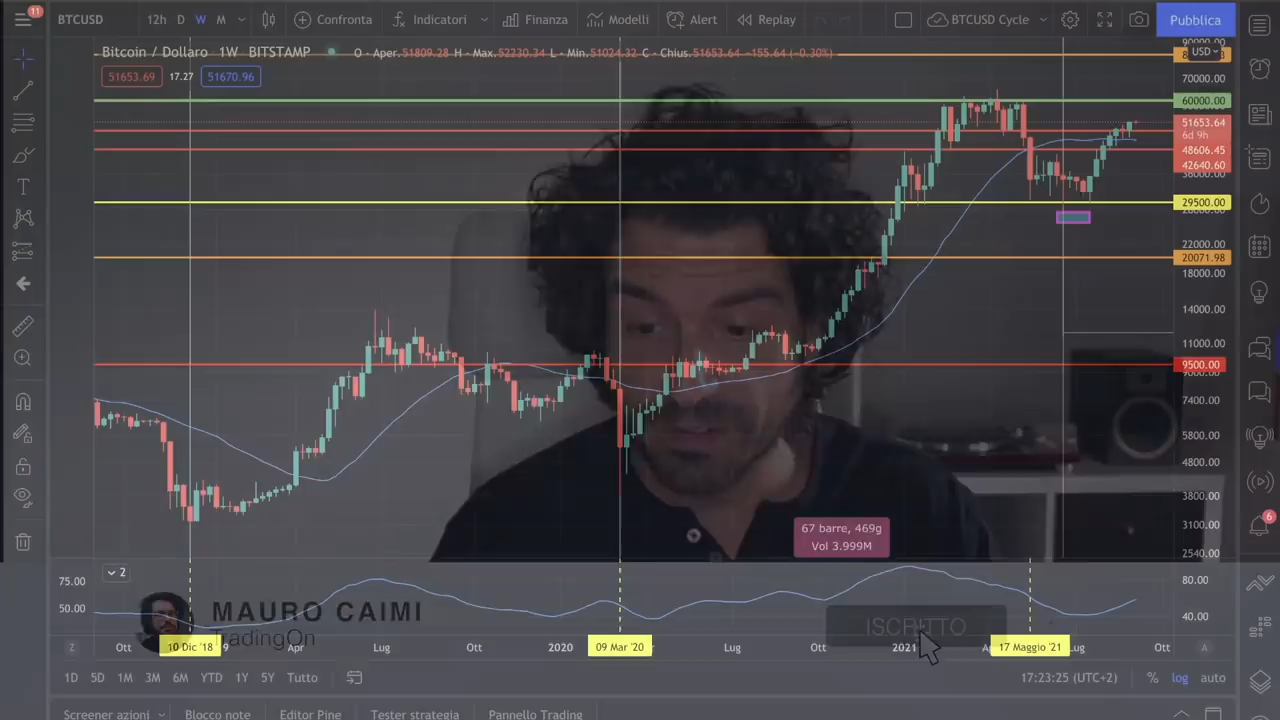 11
BTCUSD 12h D W M Confronta Indicatori Finanza Modelli Alert Replay BTCUSD Cycle Pubblica
Bitcoin / Dollaro · 1W · BITSTAMP O - Aper.51809.28 H - Max.52230.34 L - Min.51024.32 C - Chius.51653.64 −155.64 (−0.30%)
USD
51653.69 17.27 51670.96
70000.00
60000.00
51653.64
6d 9h
48606.45
42640.60
29500.00
22000.00
20071.98
18000.00
14000.00
11000.00
9500.00
7400.00
5800.00
4800.00
3800.00
3100.00
2540.00
67 barre, 469g
Vol 3.999M
2
75.00
50.00
80.00
40.00
MAURO CAIMI
TradingOn
ISCRITTO
6
Z Ott 10 Dic '18 9 Apr Lug Ott 2020 09 Mar '20 Lug Ott 2021 17 Maggio '21 Lug Ott A
1D 5D 1M 3M 6M YTD 1Y 5Y Tutto 17:23:25 (UTC+2) % log auto
Screener azioni Blocco note Editor Pine Tester strategia Pannello Trading